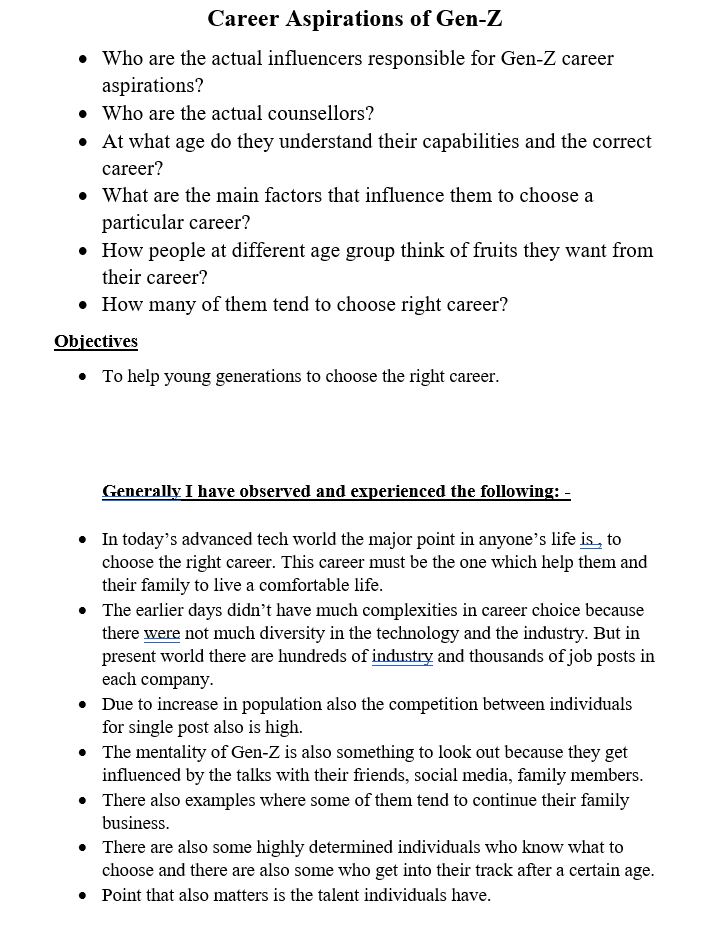 Career Aspirations of Gen-Z
• Who are the actual influencers responsible for Gen-Z career
aspirations?
• Who are the actual counsellors?
• At what age do they understand their capabilities and the correct
career?
• What are the main factors that influence them to choose a
particular career?
• How people at different age group think of fruits they want from
their career?
• How many of them tend to choose right career?
Objectives
• To help young generations to choose the right career.
Generally I have observed and experienced the following: -
• In today’s advanced tech world the major point in anyone’s life is , to
choose the right career. This career must be the one which help them and
their family to live a comfortable life.
• The earlier days didn’t have much complexities in career choice because
there were not much diversity in the technology and the industry. But in
present world there are hundreds of industry and thousands of job posts in
each company.
• Due to increase in population also the competition between individuals
for single post also is high.
• The mentality of Gen-Z is also something to look out because they get
influenced by the talks with their friends, social media, family members.
• There also examples where some of them tend to continue their family
business.
• There are also some highly determined individuals who know what to
choose and there are also some who get into their track after a certain age.
• Point that also matters is the talent individuals have.